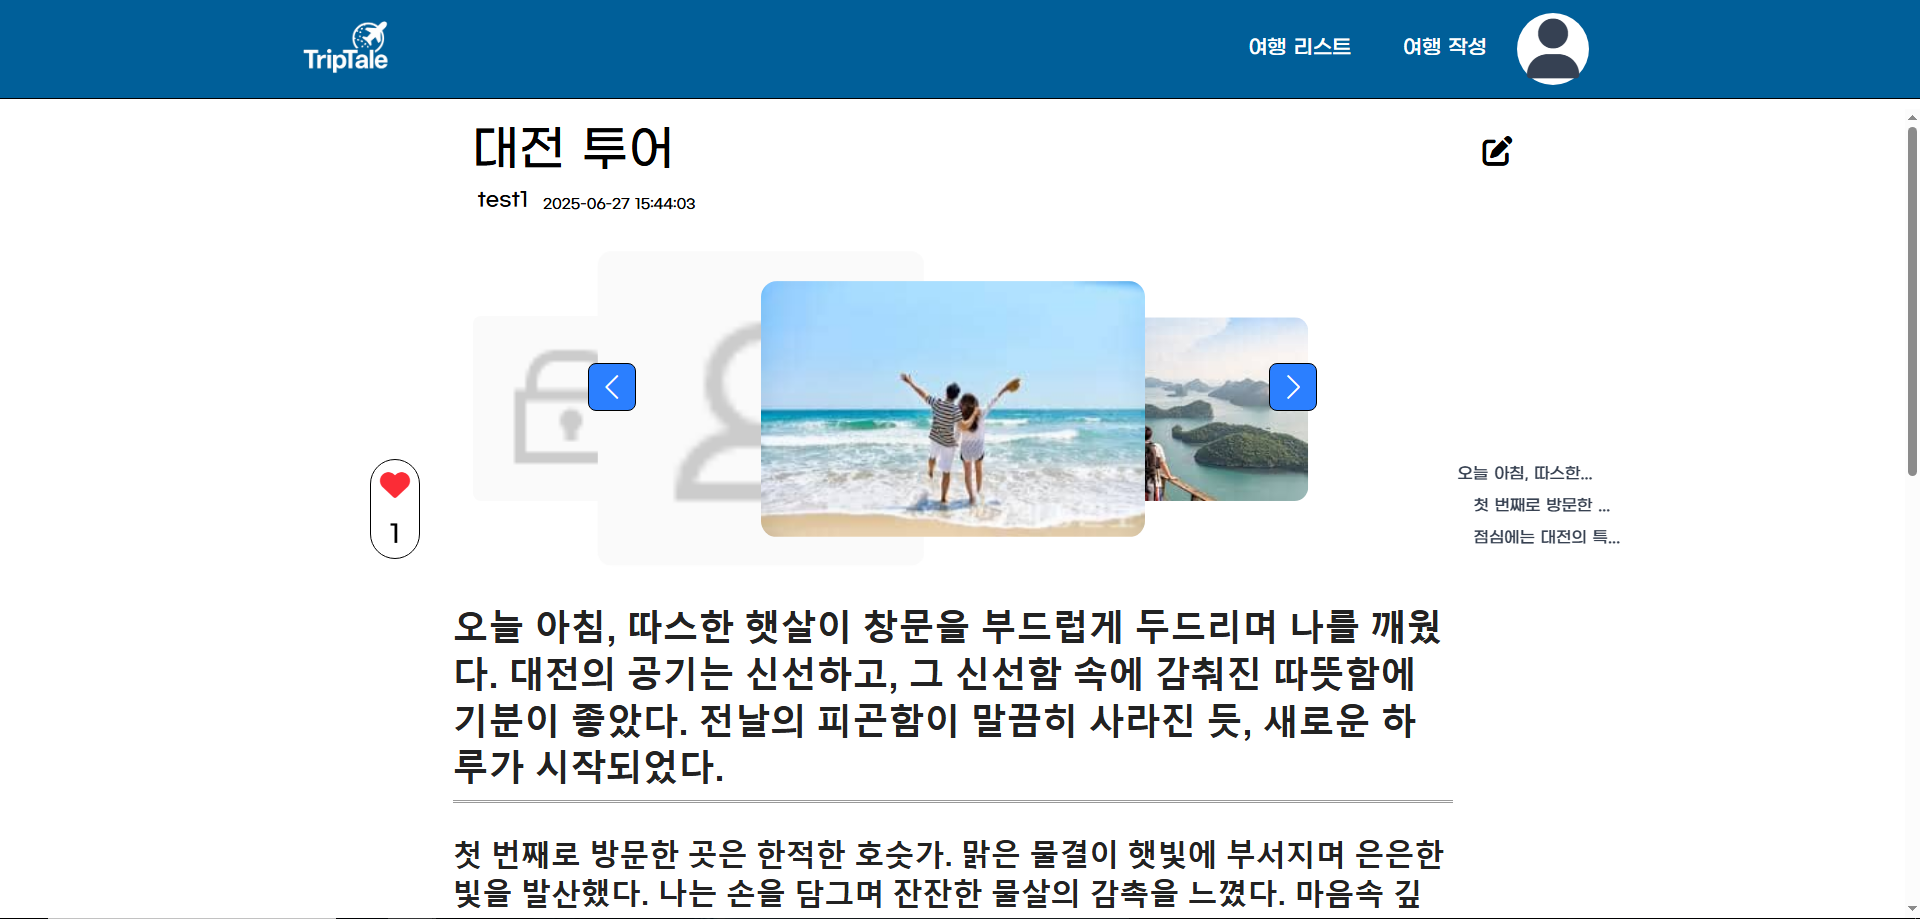 TripTale
여행 리스트
여행 작성
대전 투어
test1 2025-06-27 15:44:03
1
오늘 아침, 따스한...
첫 번째로 방문한 ...
점심에는 대전의 특...
오늘 아침, 따스한 햇살이 창문을 부드럽게 두드리며 나를 깨웠
다. 대전의 공기는 신선하고, 그 신선함 속에 감춰진 따뜻함에
기분이 좋았다. 전날의 피곤함이 말끔히 사라진 듯, 새로운 하
루가 시작되었다.
첫 번째로 방문한 곳은 한적한 호숫가. 맑은 물결이 햇빛에 부서지며 은은한
빛을 발산했다. 나는 손을 담그며 잔잔한 물살의 감촉을 느꼈다. 마음속 깊